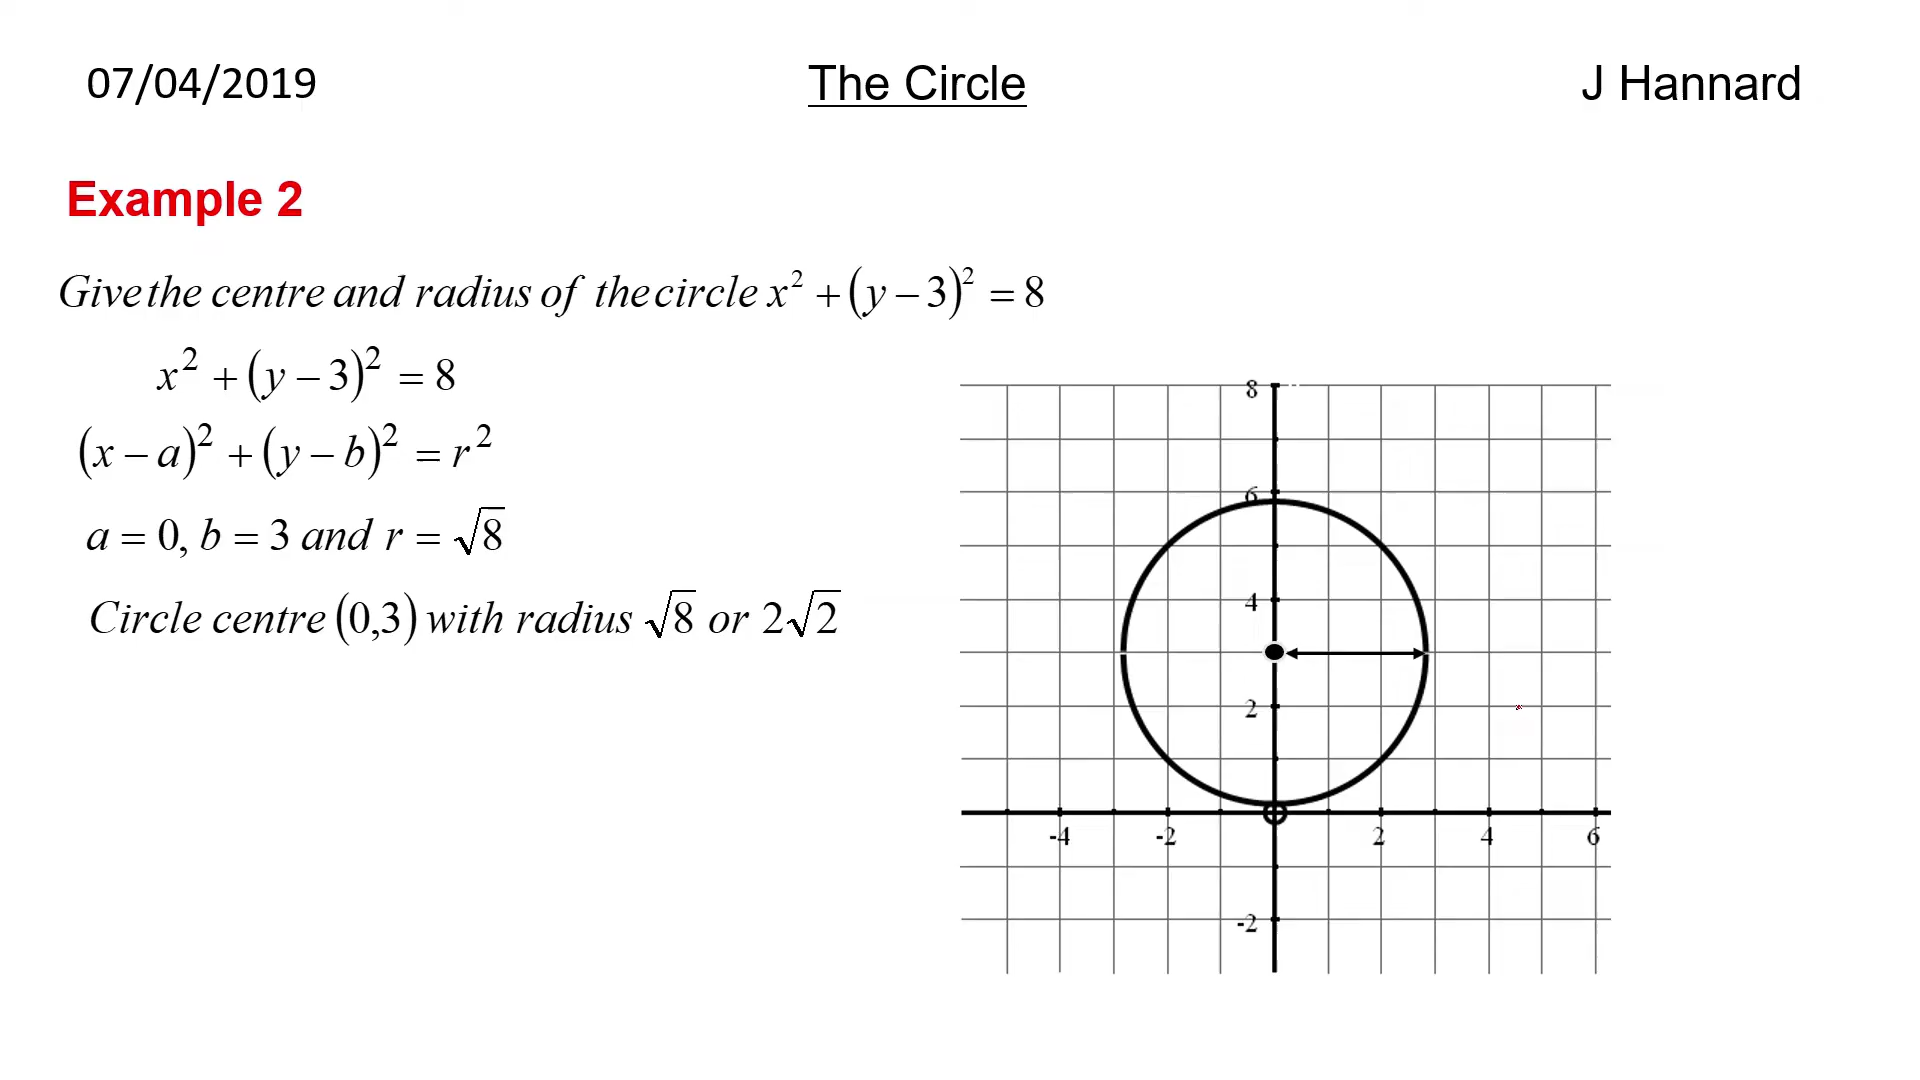 07/04/2019 The Circle J Hannard
Example 2
Give the centre and radius of the circle x² + (y − 3)² = 8
x² + (y − 3)² = 8
(x − a)² + (y − b)² = r²
a = 0, b = 3 and r = √8
Circle centre (0,3) with radius √8 or 2√2
8
6
4
2
-4 -2 2 4 6
-2